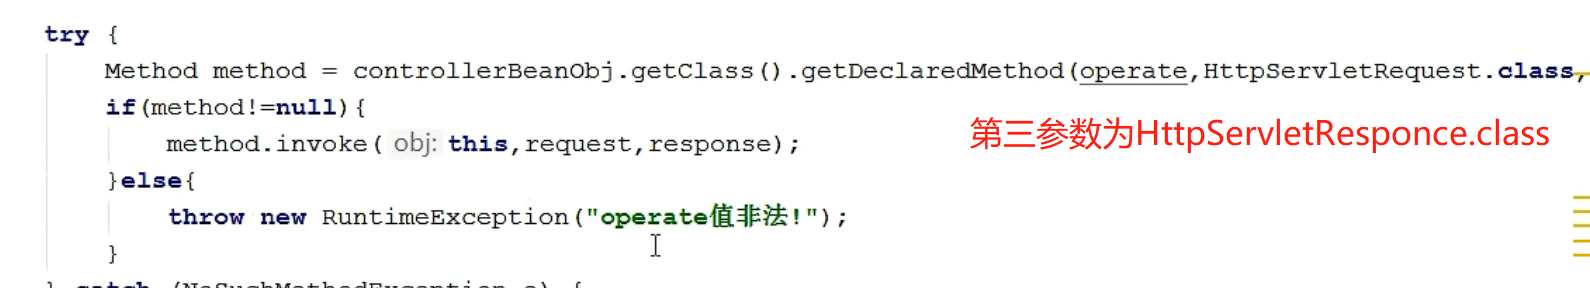 try {
Method method = controllerBeanObj.getClass().getDeclaredMethod(operate,HttpServletRequest.class,
if(method!=null){
method.invoke( obj: this,request,response);
第三参数为HttpServletResponce.class
}else{
throw new RuntimeException("operate值非法!");
}
} catch (NoSuchMethodException e) {